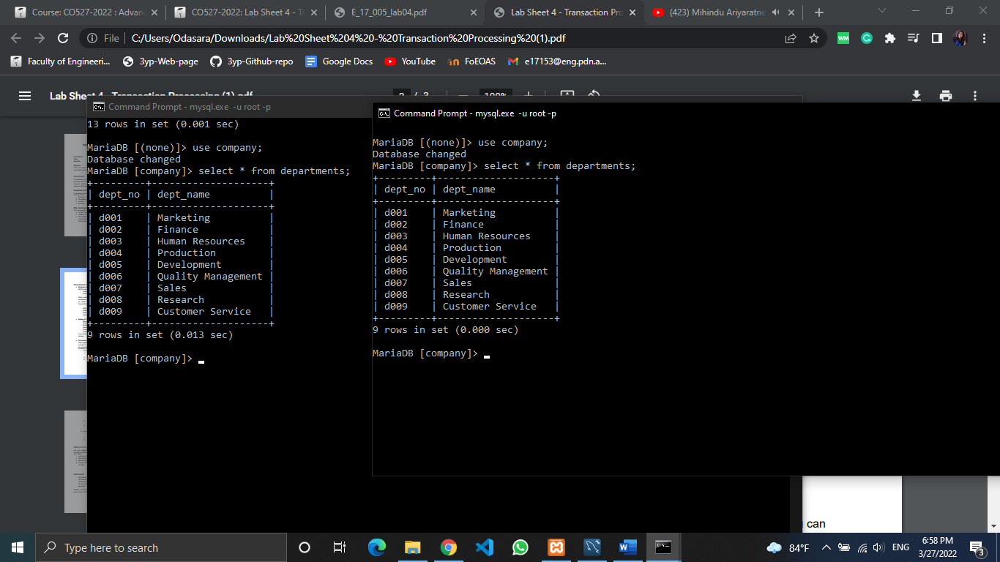 Course: CO527-2022 : Advan
CO527-2022: Lab Sheet 4 - T
E_17_005_lab04.pdf
Lab Sheet 4 - Transaction Pro
(423) Mihindu Ariyaratne
File
C:/Users/Odasara/Downloads/Lab%20Sheet%204%20-%20Transaction%20Processing%20(1).pdf
Faculty of Engineeri...
3yp-Web-page
3yp-Github-repo
Google Docs
YouTube
FoEOAS
e17153@eng.pdn.a...
Lab Sheet 4 - Transaction Processing (1).pdf
Command Prompt - mysql.exe -u root -p
13 rows in set (0.001 sec)
MariaDB [(none)]> use company;
Database changed
MariaDB [company]> select * from departments;
+---------+--------------------+
| dept_no | dept_name          |
+---------+--------------------+
| d001    | Marketing          |
| d002    | Finance            |
| d003    | Human Resources    |
| d004    | Production         |
| d005    | Development        |
| d006    | Quality Management |
| d007    | Sales              |
| d008    | Research           |
| d009    | Customer Service   |
+---------+--------------------+
9 rows in set (0.013 sec)
MariaDB [company]>
Command Prompt - mysql.exe -u root -p
MariaDB [(none)]> use company;
Database changed
MariaDB [company]> select * from departments;
+---------+--------------------+
| dept_no | dept_name          |
+---------+--------------------+
| d001    | Marketing          |
| d002    | Finance            |
| d003    | Human Resources    |
| d004    | Production         |
| d005    | Development        |
| d006    | Quality Management |
| d007    | Sales              |
| d008    | Research           |
| d009    | Customer Service   |
+---------+--------------------+
9 rows in set (0.000 sec)
MariaDB [company]>
can
Type here to search
84°F
ENG
6:58 PM
3/27/2022
3